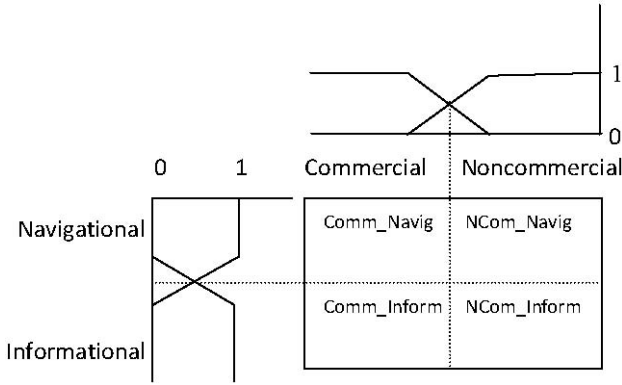 1
0
0 1 Commercial Noncommercial
Navigational Comm_Navig NCom_Navig
Comm_Inform NCom_Inform
Informational